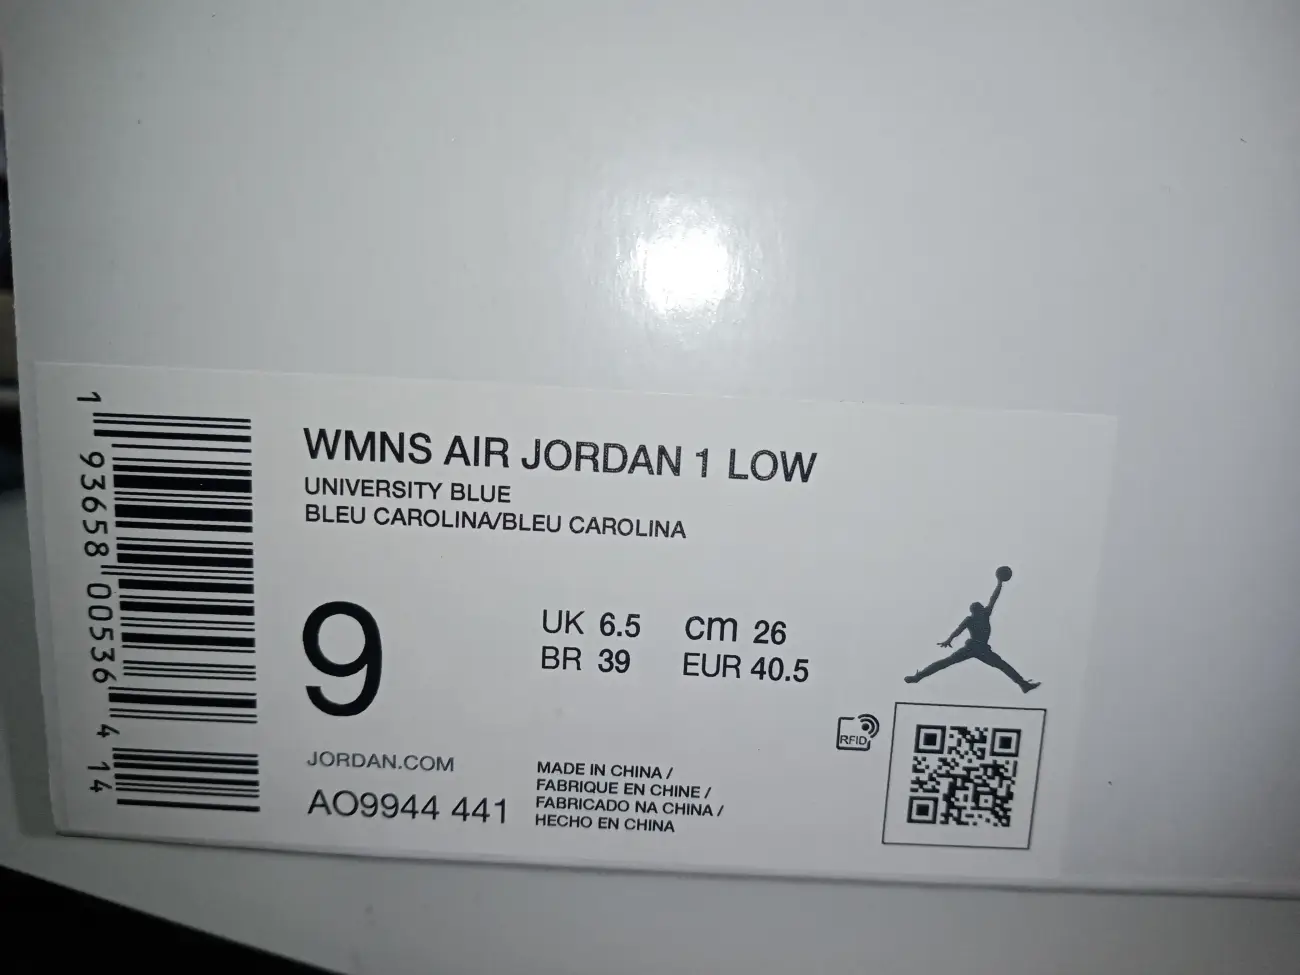 WMNS AIR JORDAN 1 LOW
UNIVERSITY BLUE
BLEU CAROLINA/BLEU CAROLINA
9
UK 6.5
cm 26
BR 39
EUR 40.5
RFID
JORDAN.COM
AO9944 441
MADE IN CHINA /
FABRIQUE EN CHINE /
FABRICADO NA CHINA /
HECHO EN CHINA
1 93658 00536 4 14